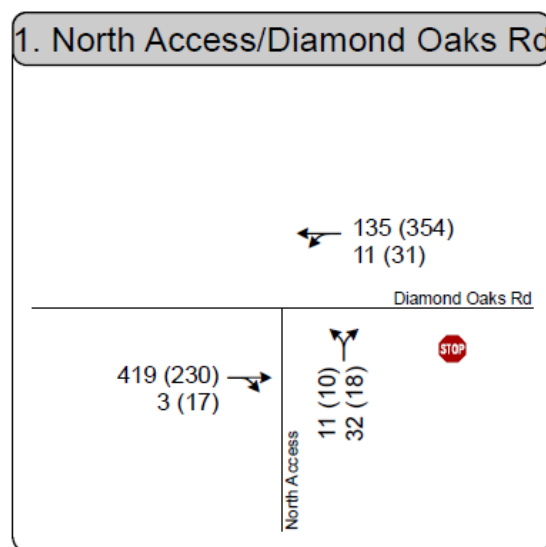 1. North Access/Diamond Oaks Rd
135 (354)
11 (31)
Diamond Oaks Rd
STOP
419 (230)
3 (17)
11 (10)
32 (18)
North Access